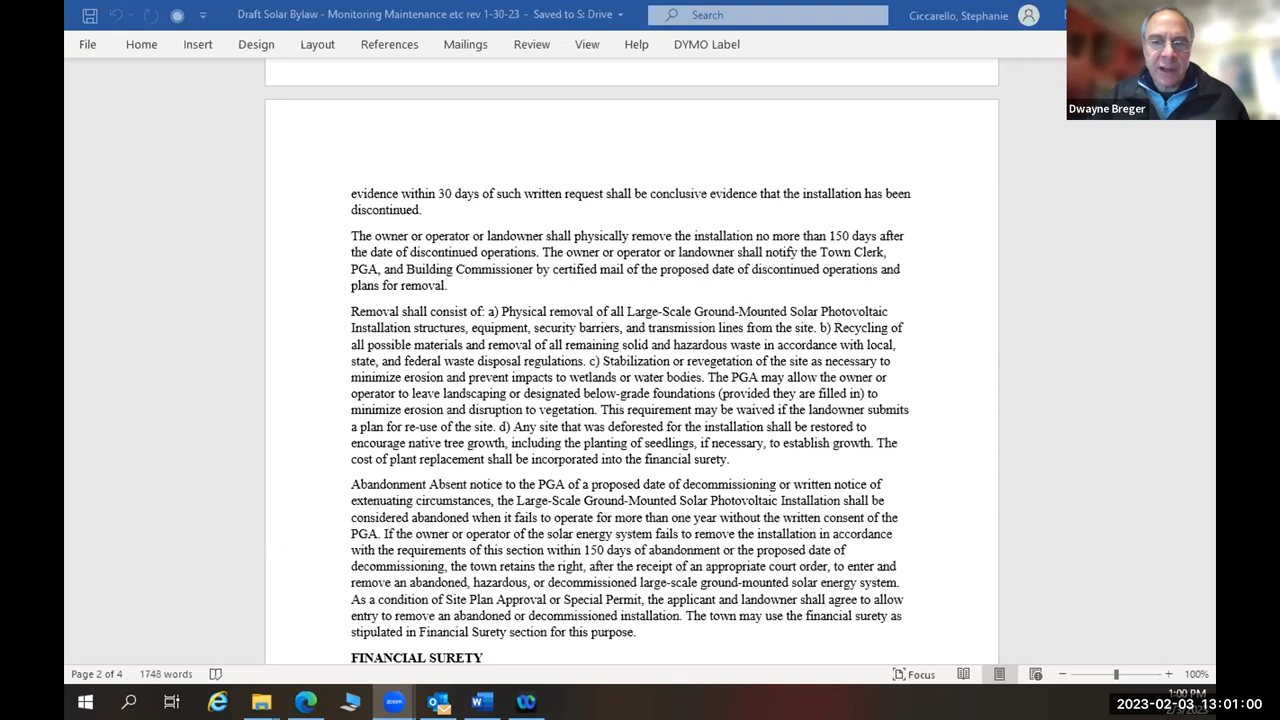 Draft Solar Bylaw - Monitoring Maintenance etc rev 1-30-23 - Saved to S: Drive
Search
Ciccarello, Stephanie
File Home Insert Design Layout References Mailings Review View Help DYMO Label
Dwayne Breger
evidence within 30 days of such written request shall be conclusive evidence that the installation has been
discontinued.
The owner or operator or landowner shall physically remove the installation no more than 150 days after
the date of discontinued operations. The owner or operator or landowner shall notify the Town Clerk,
PGA, and Building Commissioner by certified mail of the proposed date of discontinued operations and
plans for removal.
Removal shall consist of: a) Physical removal of all Large-Scale Ground-Mounted Solar Photovoltaic
Installation structures, equipment, security barriers, and transmission lines from the site. b) Recycling of
all possible materials and removal of all remaining solid and hazardous waste in accordance with local,
state, and federal waste disposal regulations. c) Stabilization or revegetation of the site as necessary to
minimize erosion and prevent impacts to wetlands or water bodies. The PGA may allow the owner or
operator to leave landscaping or designated below-grade foundations (provided they are filled in) to
minimize erosion and disruption to vegetation. This requirement may be waived if the landowner submits
a plan for re-use of the site. d) Any site that was deforested for the installation shall be restored to
encourage native tree growth, including the planting of seedlings, if necessary, to establish growth. The
cost of plant replacement shall be incorporated into the financial surety.
Abandonment Absent notice to the PGA of a proposed date of decommissioning or written notice of
extenuating circumstances, the Large-Scale Ground-Mounted Solar Photovoltaic Installation shall be
considered abandoned when it fails to operate for more than one year without the written consent of the
PGA. If the owner or operator of the solar energy system fails to remove the installation in accordance
with the requirements of this section within 150 days of abandonment or the proposed date of
decommissioning, the town retains the right, after the receipt of an appropriate court order, to enter and
remove an abandoned, hazardous, or decommissioned large-scale ground-mounted solar energy system.
As a condition of Site Plan Approval or Special Permit, the applicant and landowner shall agree to allow
entry to remove an abandoned or decommissioned installation. The town may use the financial surety as
stipulated in Financial Surety section for this purpose.
FINANCIAL SURETY
Page 2 of 4 1748 words Focus 100%
zoom
1:00 PM
2023-02-03 13:01:00